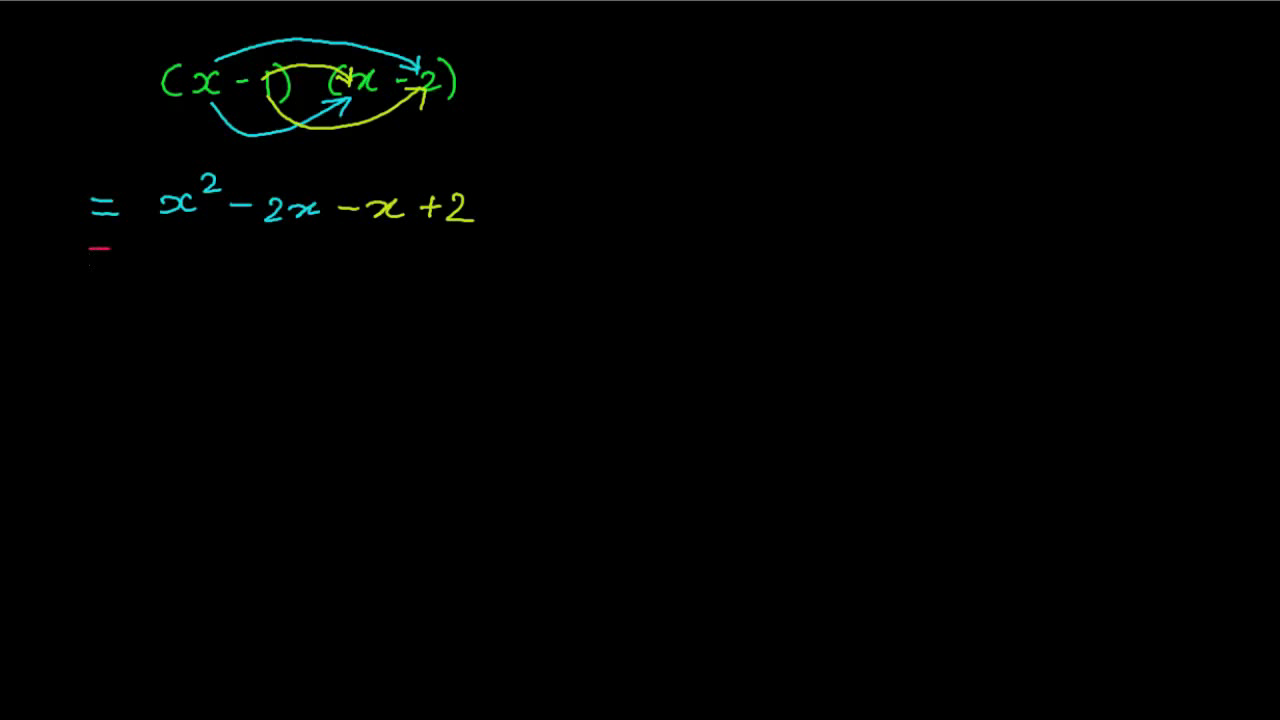 (x - 1) (x - 2)
= x² - 2x - x + 2
-